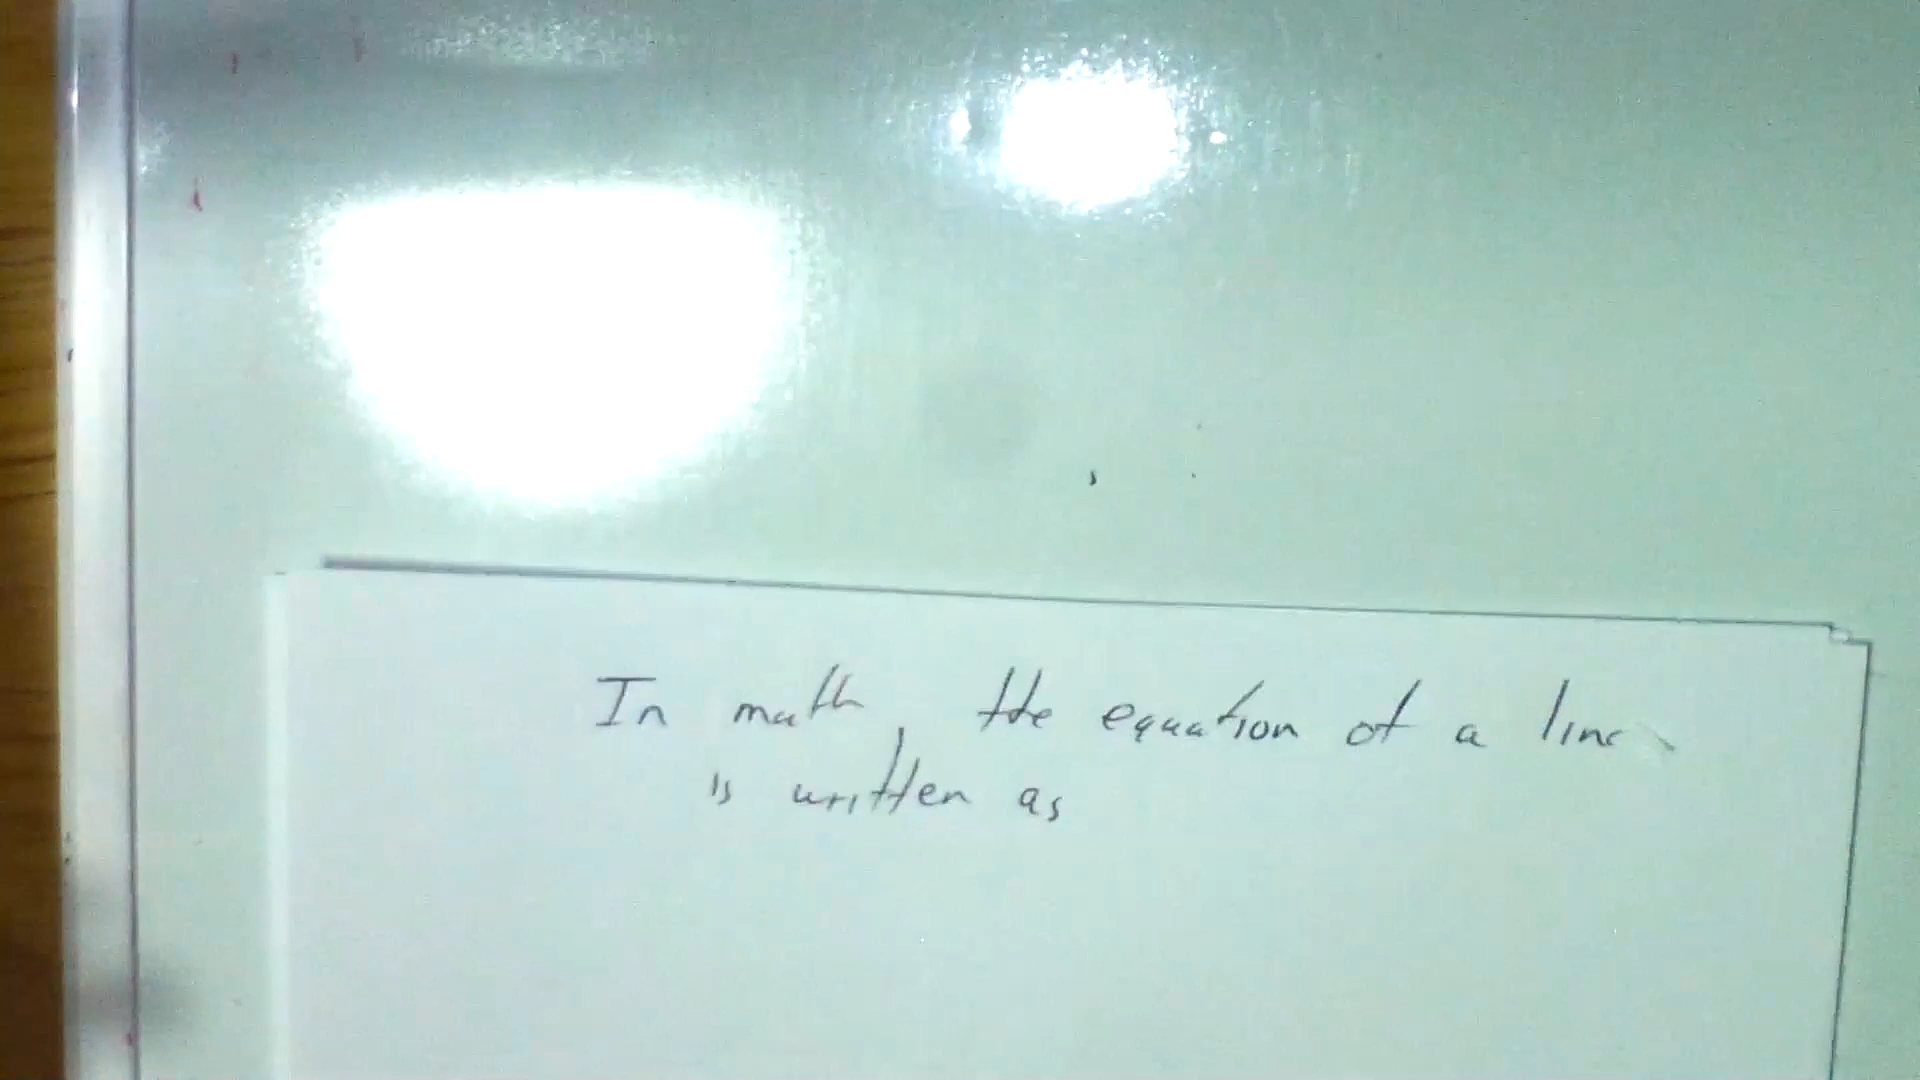 In math, the equation of a line
is written as